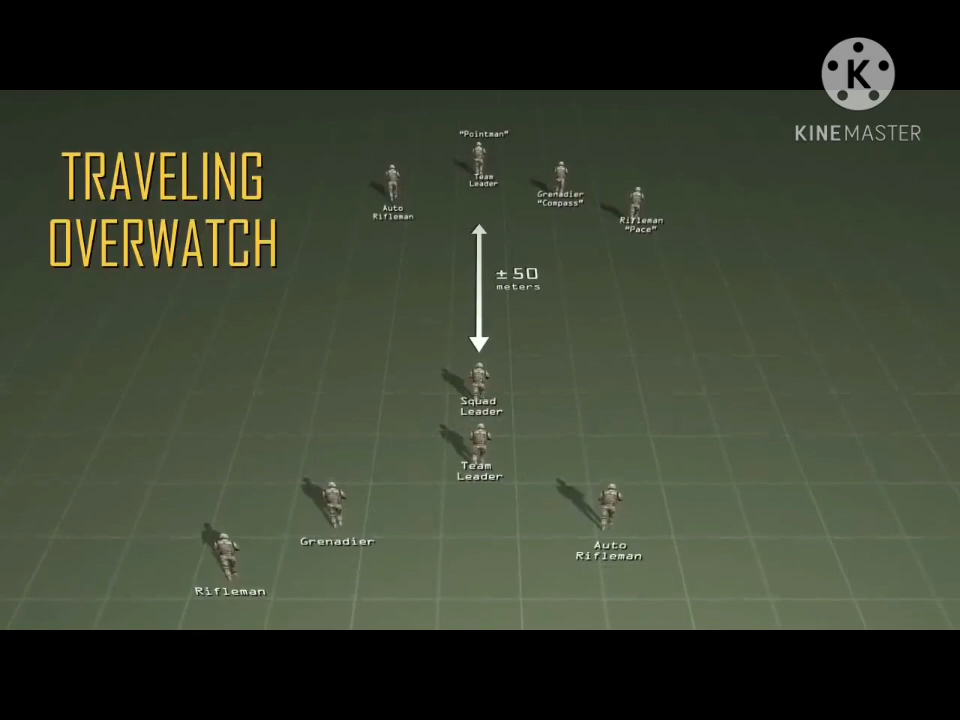 KINEMASTER
TRAVELING
OVERWATCH
"Pointman"
Team
Leader
Auto
Rifleman
Grenadier
"Compass"
Rifleman
"Pace"
±50
meters
Squad
Leader
Team
Leader
Grenadier
Auto
Rifleman
Rifleman